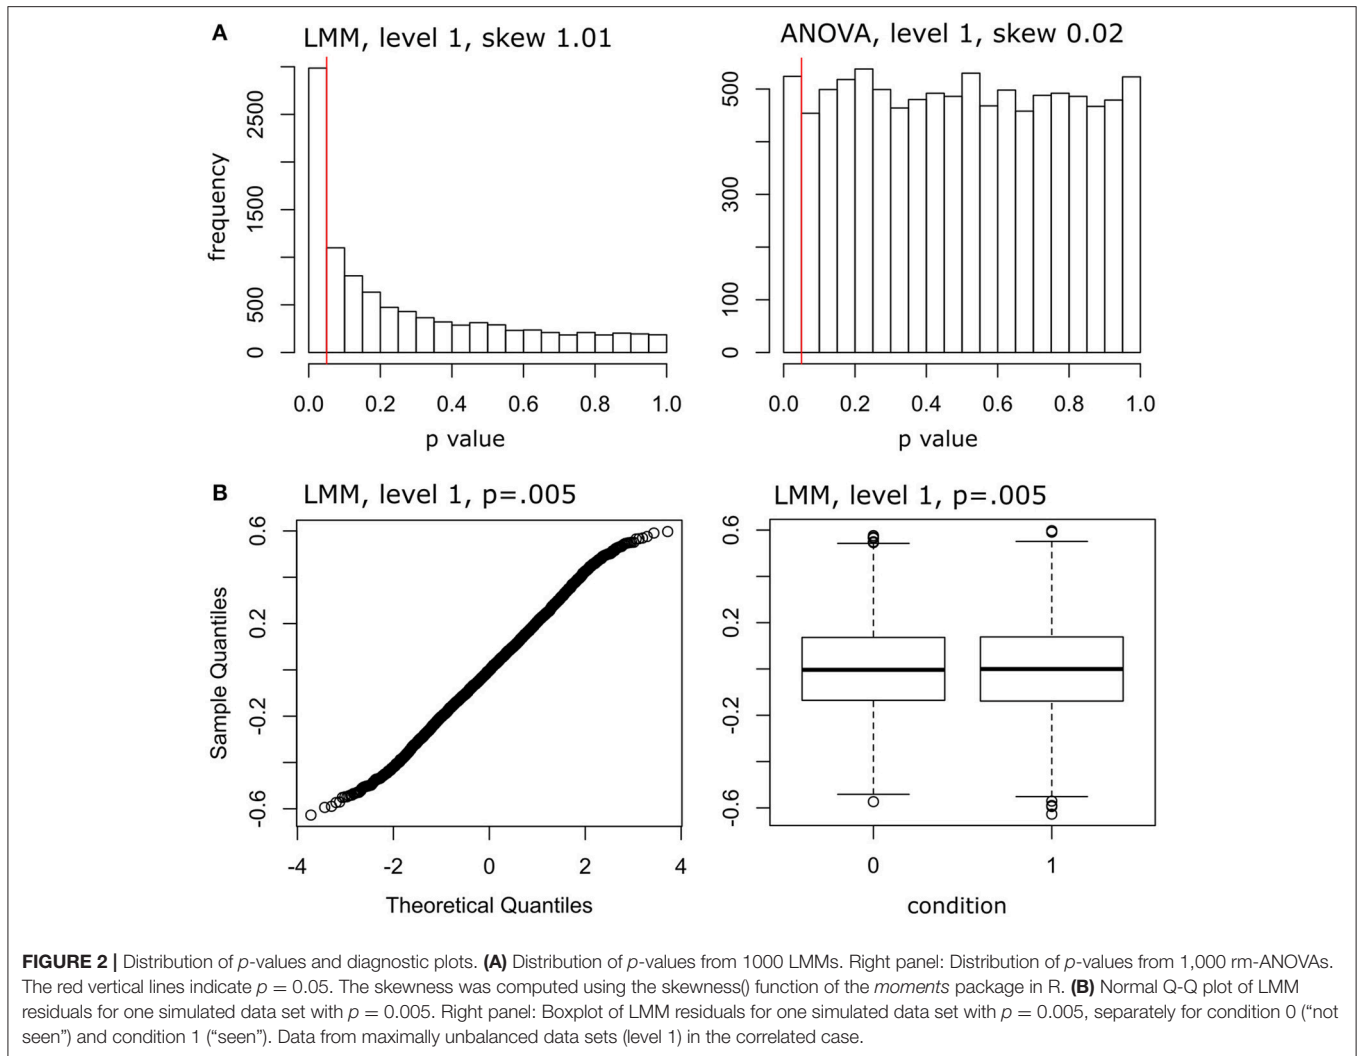 A
LMM, level 1, skew 1.01
ANOVA, level 1, skew 0.02
frequency
0 500 1500 2500
0.0 0.2 0.4 0.6 0.8 1.0
p value
0 100 300 500
0.0 0.2 0.4 0.6 0.8 1.0
p value
B
LMM, level 1, p=.005
LMM, level 1, p=.005
Sample Quantiles
-0.6 -0.2 0.2 0.6
-4 -2 0 2 4
Theoretical Quantiles
-0.6 -0.2 0.2 0.6
0 1
condition
FIGURE 2 | Distribution of p-values and diagnostic plots. (A) Distribution of p-values from 1000 LMMs. Right panel: Distribution of p-values from 1,000 rm-ANOVAs.
The red vertical lines indicate p = 0.05. The skewness was computed using the skewness() function of the moments package in R. (B) Normal Q-Q plot of LMM
residuals for one simulated data set with p = 0.005. Right panel: Boxplot of LMM residuals for one simulated data set with p = 0.005, separately for condition 0 (“not
seen”) and condition 1 (“seen”). Data from maximally unbalanced data sets (level 1) in the correlated case.